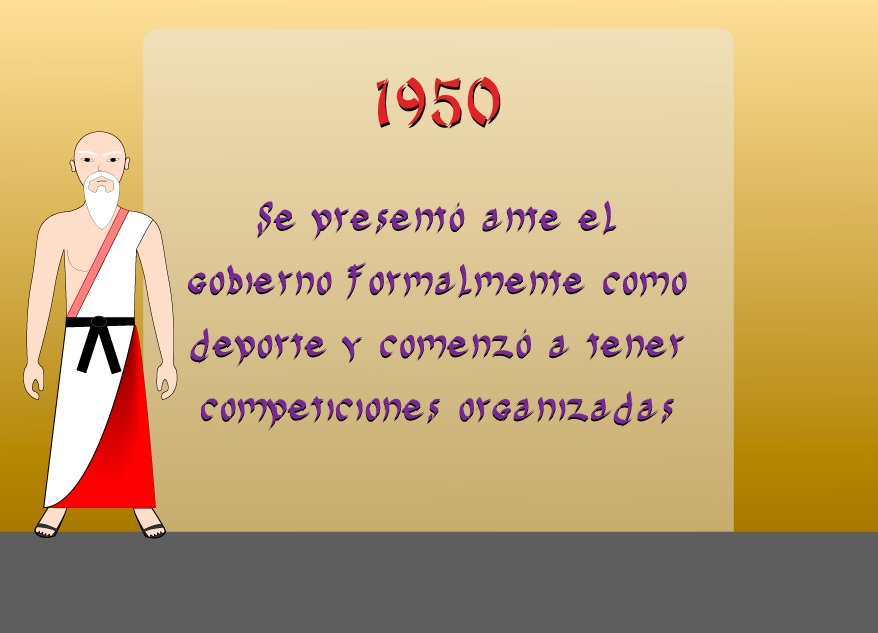 1950
Se presentó ante el
gobierno formalmente como
deporte y comenzó a tener
competiciones organizadas